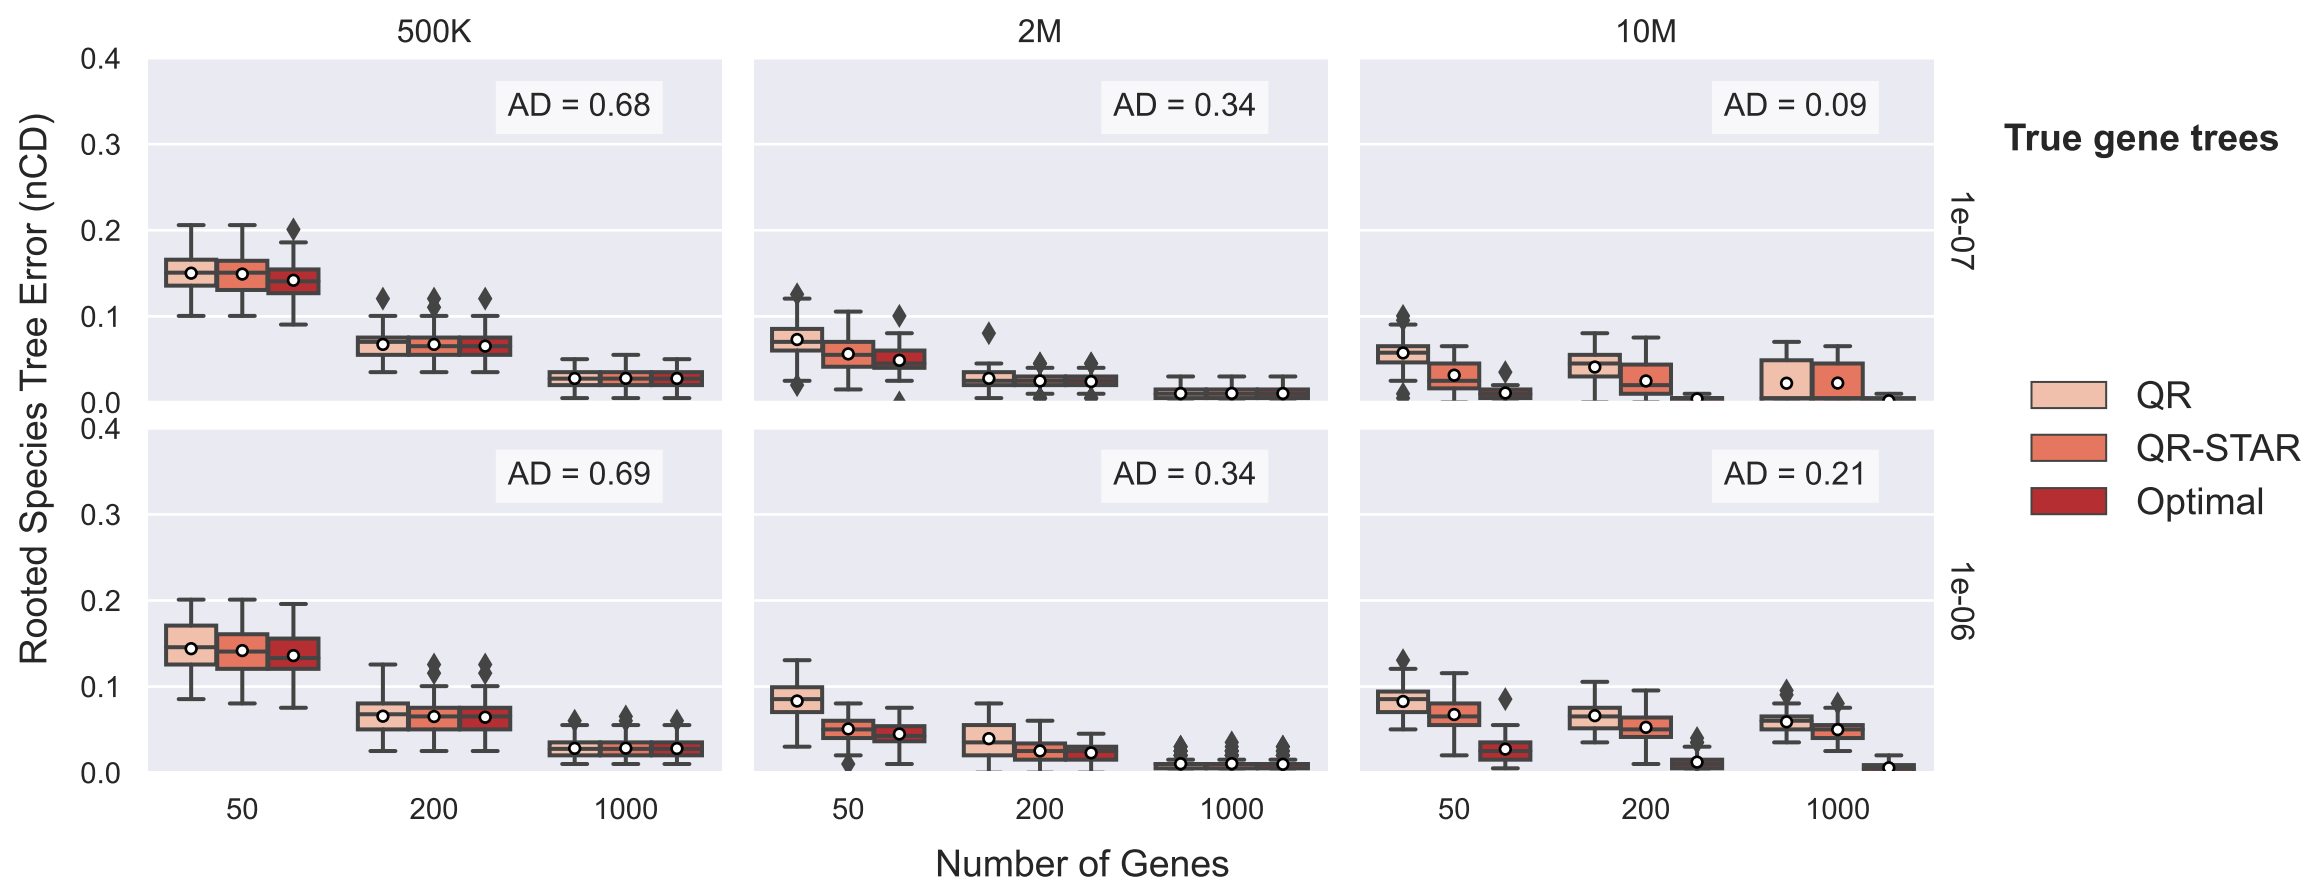 500K 2M 10M
Rooted Species Tree Error (nCD)
0.4
0.3
0.2
0.1
0.0
AD = 0.68
AD = 0.34
AD = 0.09
1e-07
0.4
0.3
0.2
0.1
0.0
AD = 0.69
AD = 0.34
AD = 0.21
1e-06
50 200 1000
50 200 1000
50 200 1000
Number of Genes
True gene trees
QR
QR-STAR
Optimal